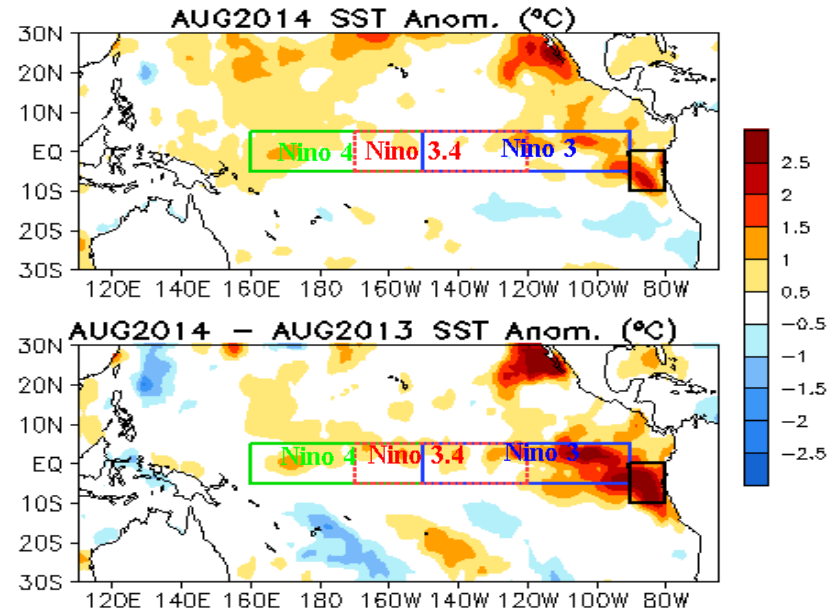 AUG2014 SST Anom. (°C)
30N
20N
10N
EQ
10S
20S
30S
Nino 4
Nino 3.4
Nino 3
120E 140E 160E 180 160W 140W 120W 100W 80W
AUG2014 – AUG2013 SST Anom. (°C)
30N
20N
10N
EQ
10S
20S
30S
Nino 4
Nino 3.4
Nino 3
120E 140E 160E 180 160W 140W 120W 100W 80W
2.5
2
1.5
1
0.5
-0.5
-1
-1.5
-2
-2.5